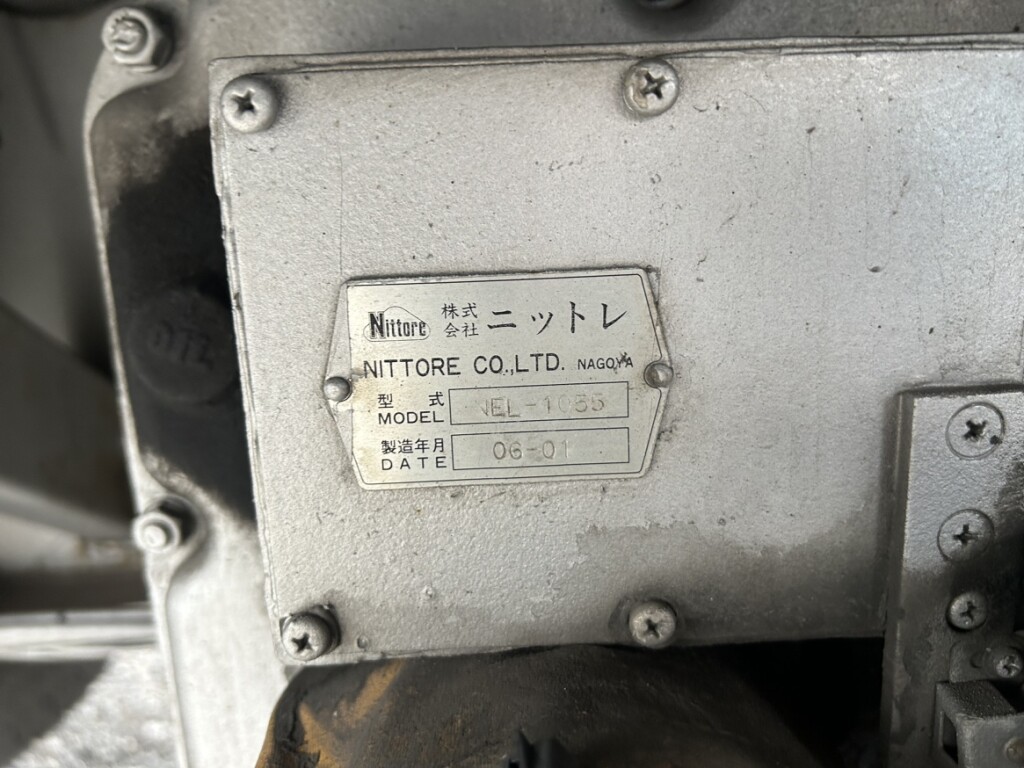 Nittore
株式会社 ニットレ
NITTORE CO.,LTD. NAGOYA
型式
MODEL
製造年月 06-01
DATE